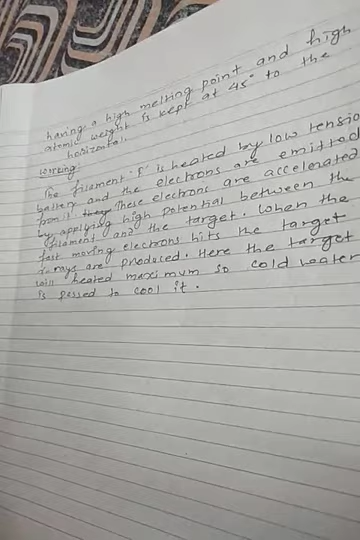 having a high melting point and high
atomic weight is kept at 45° to the
horizontal.
Working:
The filament 'F' is heated by low tensio
battery and the electrons are emitted
from it. These electrons are accelerated
by applying high potential between the
filament and the target. When the
fast moving electrons hits the target
x-rays are produced. Here the target
will heated maximum so cold water
is passed to cool it.